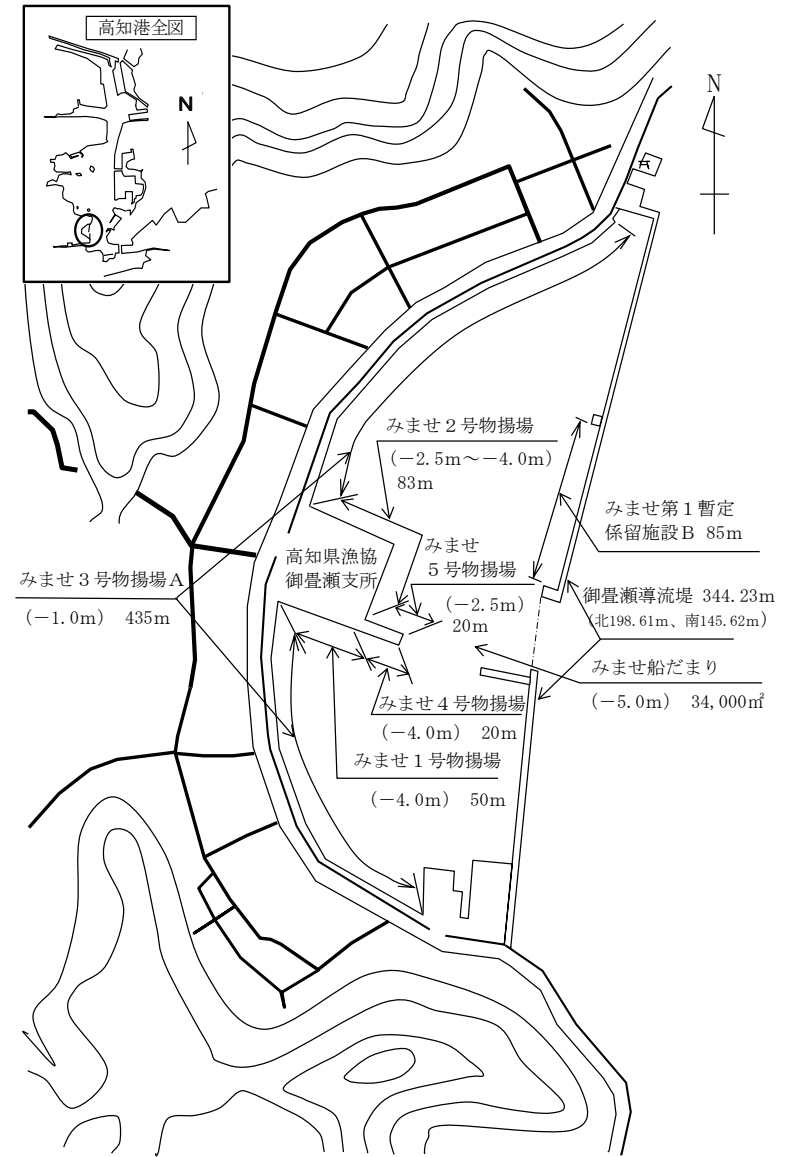 高知港全図
N
N
みませ２号物揚場
(−2.5m～−4.0m)
83m
みませ第１暫定
係留施設Ｂ 85m
高知県漁協
御畳瀬支所
みませ
５号物揚場
(−2.5m)
20m
みませ３号物揚場Ａ
(−1.0m) 435m
御畳瀬導流堤 344.23m
(北198.61m、南145.62m)
みませ船だまり
(−5.0m) 34,000㎡
みませ４号物揚場
(−4.0m) 20m
みませ１号物揚場
(−4.0m) 50m